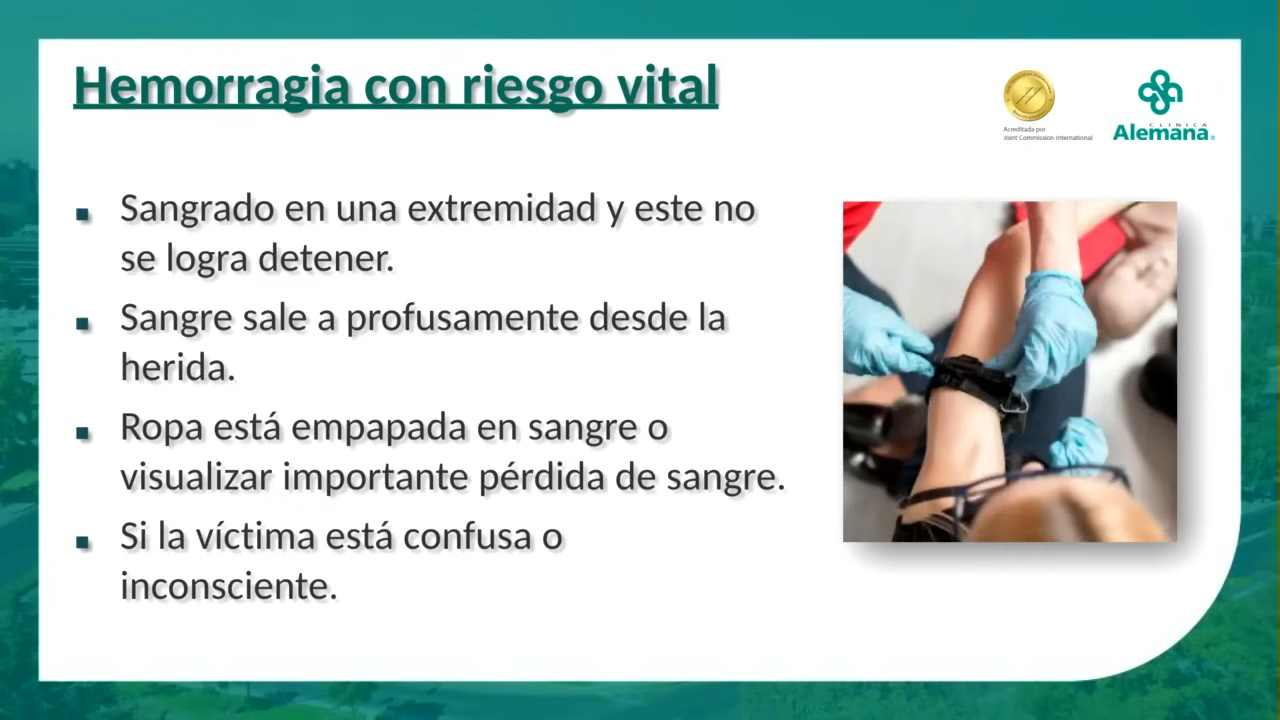 Hemorragia con riesgo vital
Acreditada por
Joint Commission International
CLINICA
Alemana
Sangrado en una extremidad y este no
se logra detener.
Sangre sale a profusamente desde la
herida.
Ropa está empapada en sangre o
visualizar importante pérdida de sangre.
Si la víctima está confusa o
inconsciente.